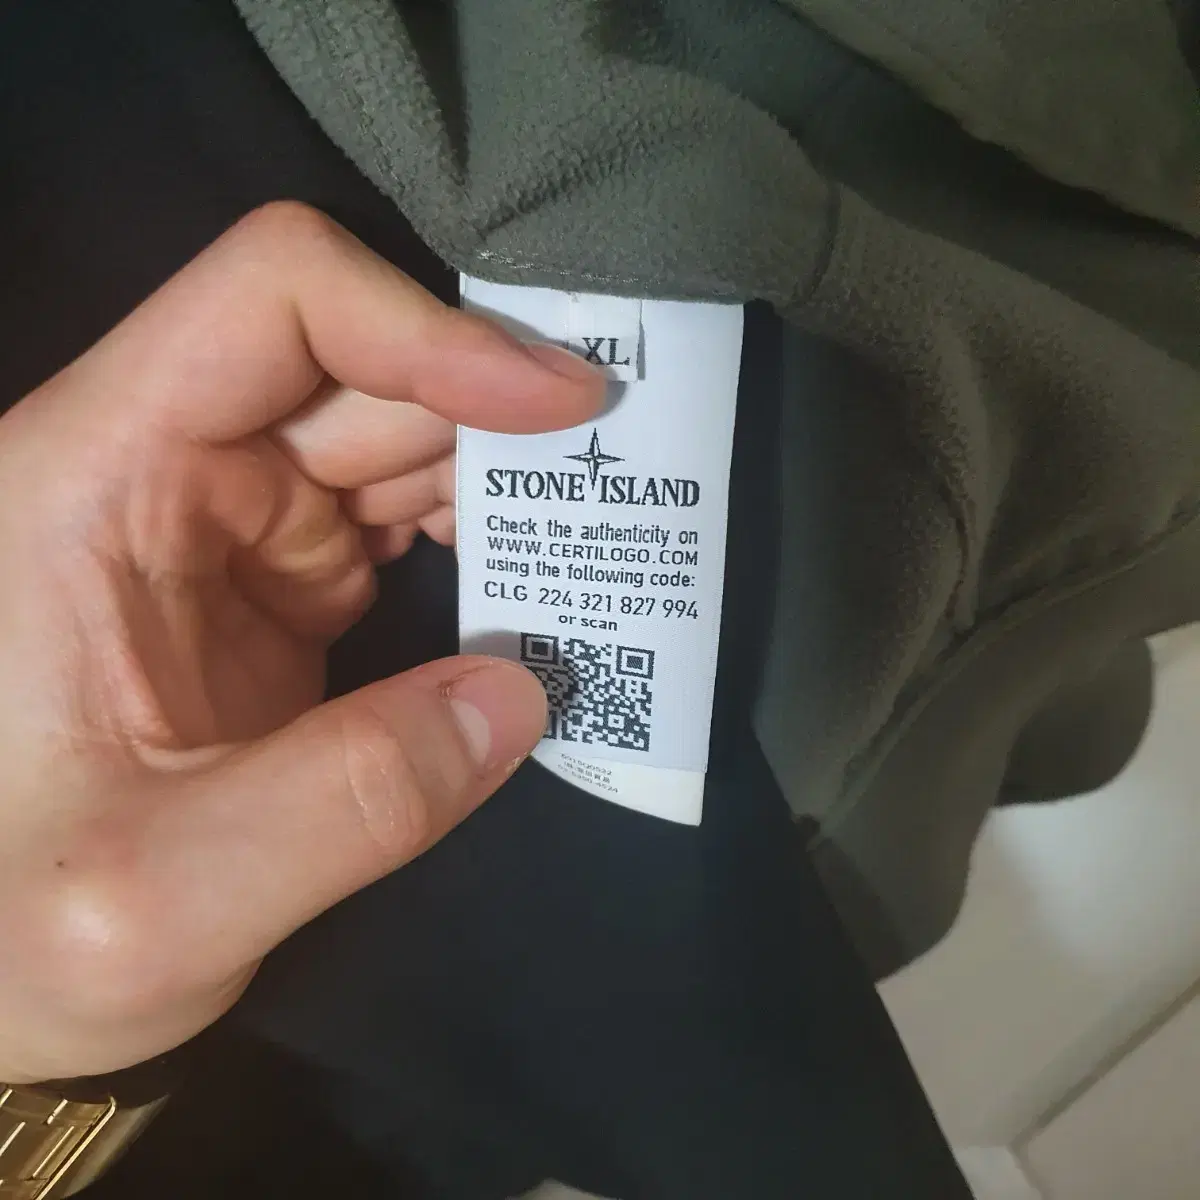 XL
STONE ISLAND
Check the authenticity on
WWW.CERTILOGO.COM
using the following code:
CLG 224 321 827 994
or scan